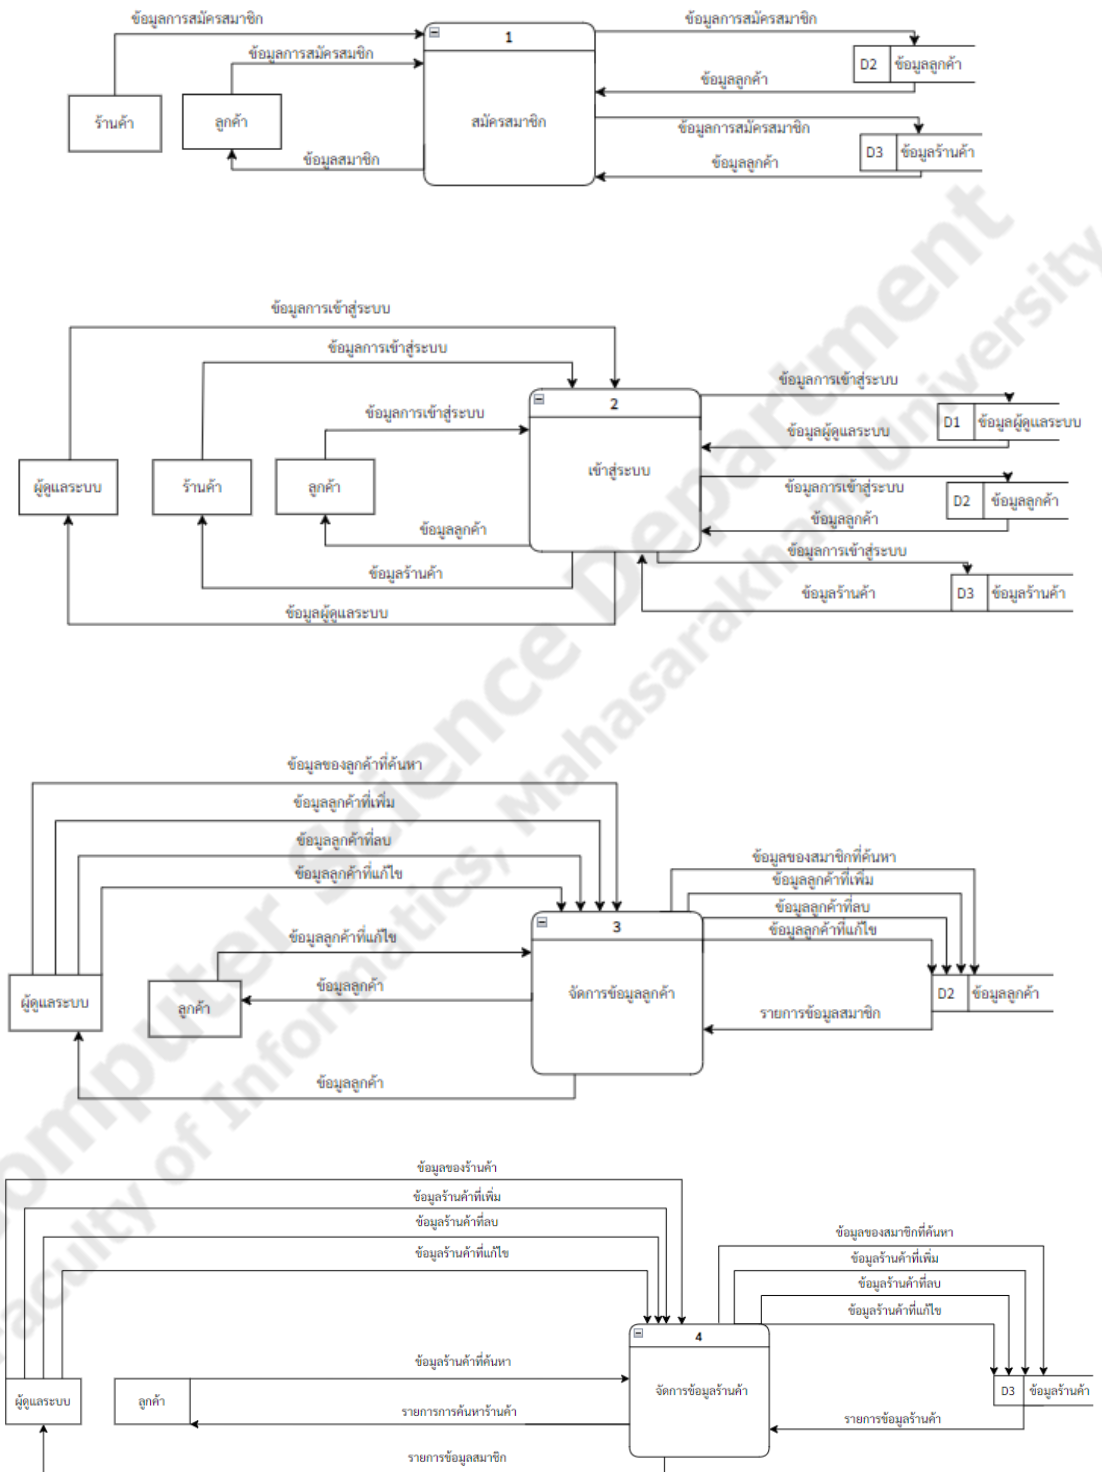 ข้อมูลการสมัครสมาชิก
ข้อมูลการสมัครสมาชิก
1
ข้อมูลการสมัครสมชิก
D2 ข้อมูลลูกค้า
ข้อมูลลูกค้า
ร้านค้า
ลูกค้า
สมัครสมาชิก
ข้อมูลการสมัครสมาชิก
D3 ข้อมูลร้านค้า
ข้อมูลสมาชิก
ข้อมูลลูกค้า
ข้อมูลการเข้าสู่ระบบ
ข้อมูลการเข้าสู่ระบบ
ข้อมูลการเข้าสู่ระบบ
2
ข้อมูลการเข้าสู่ระบบ
D1 ข้อมูลผู้ดูแลระบบ
ข้อมูลผู้ดูแลระบบ
เข้าสู่ระบบ
ผู้ดูแลระบบ
ร้านค้า
ลูกค้า
ข้อมูลการเข้าสู่ระบบ
D2 ข้อมูลลูกค้า
ข้อมูลลูกค้า
ข้อมูลลูกค้า
ข้อมูลการเข้าสู่ระบบ
ข้อมูลร้านค้า
ข้อมูลร้านค้า
D3 ข้อมูลร้านค้า
ข้อมูลผู้ดูแลระบบ
ข้อมูลของลูกค้าที่ค้นหา
ข้อมูลลูกค้าที่เพิ่ม
ข้อมูลลูกค้าที่ลบ
ข้อมูลลูกค้าที่แก้ไข
ข้อมูลของสมาชิกที่ค้นหา
ข้อมูลลูกค้าที่เพิ่ม
ข้อมูลลูกค้าที่ลบ
ข้อมูลลูกค้าที่แก้ไข
3
ข้อมูลลูกค้าที่แก้ไข
ข้อมูลลูกค้า
จัดการข้อมูลลูกค้า
D2 ข้อมูลลูกค้า
ผู้ดูแลระบบ
ลูกค้า
รายการข้อมูลสมาชิก
ข้อมูลลูกค้า
ข้อมูลของร้านค้า
ข้อมูลร้านค้าที่เพิ่ม
ข้อมูลร้านค้าที่ลบ
ข้อมูลร้านค้าที่แก้ไข
ข้อมูลของสมาชิกที่ค้นหา
ข้อมูลร้านค้าที่เพิ่ม
ข้อมูลร้านค้าที่ลบ
ข้อมูลร้านค้าที่แก้ไข
4
ข้อมูลร้านค้าที่ค้นหา
จัดการข้อมูลร้านค้า
D3 ข้อมูลร้านค้า
ผู้ดูแลระบบ
ลูกค้า
รายการการค้นหาร้านค้า
รายการข้อมูลร้านค้า
รายการข้อมูลสมาชิก
Computer Science Department
Faculty of Informatics, Mahasarakham University